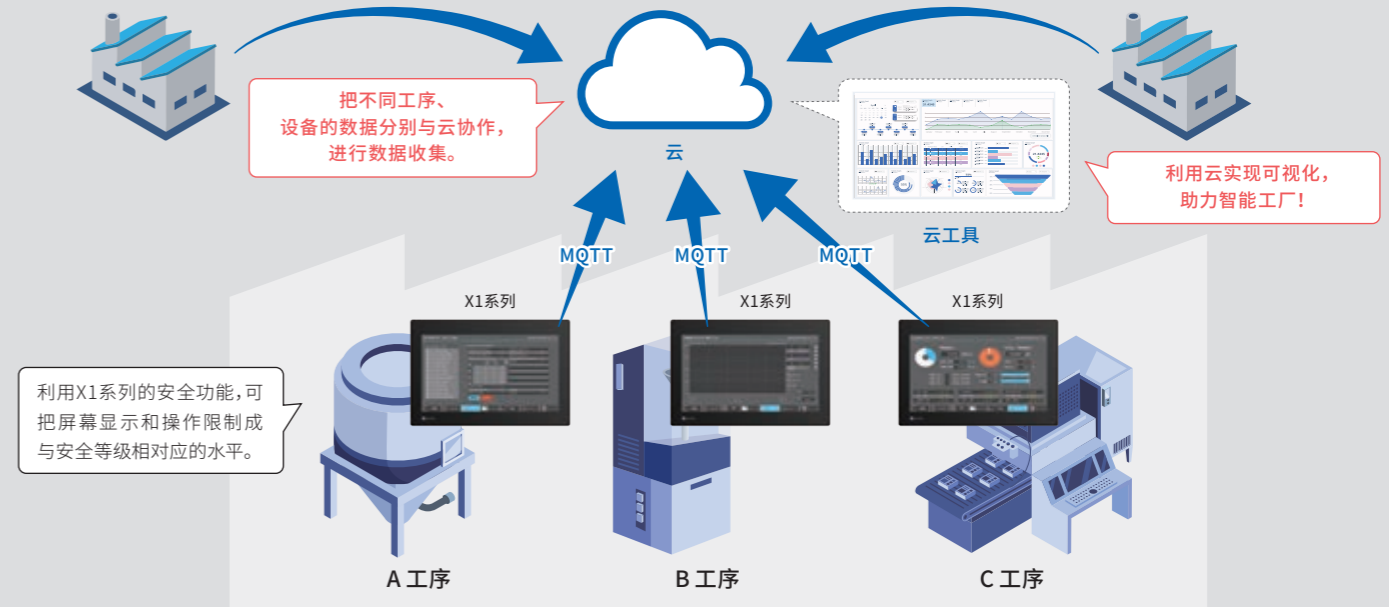 把不同工序、
设备的数据分别与云协作，
进行数据收集。
云
利用云实现可视化，
助力智能工厂！
云工具
MQTT
MQTT
MQTT
X1系列
X1系列
X1系列
利用X1系列的安全功能，可
把屏幕显示和操作限制成
与安全等级相对应的水平。
A 工序
B 工序
C 工序